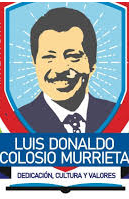 LUIS DONALDO
COLOSIO MURRIETA
DEDICACIÓN, CULTURA Y VALORES